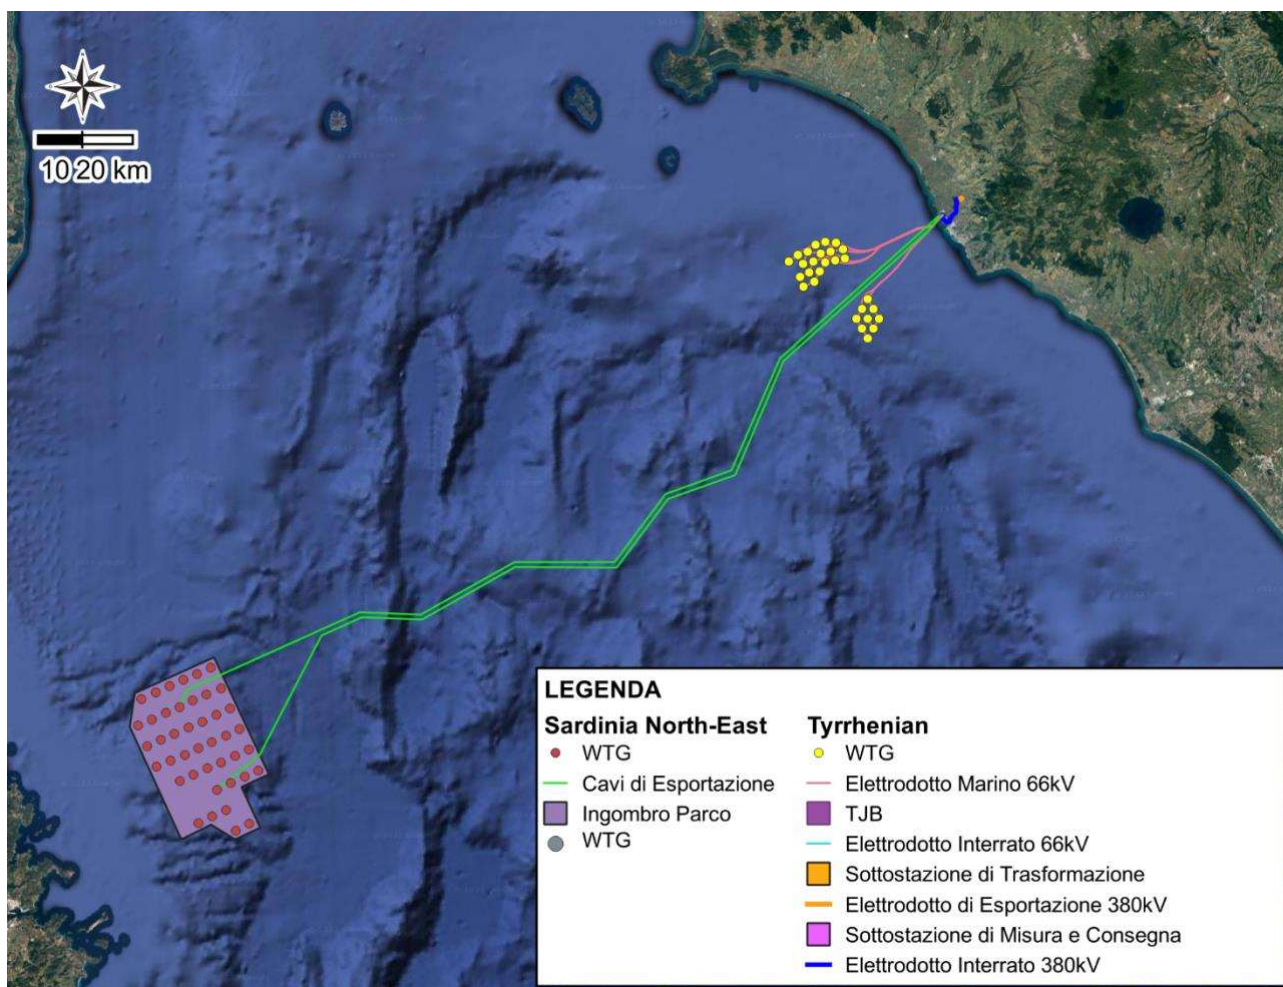 10 20 km
LEGENDA
Sardinia North-East
WTG
Cavi di Esportazione
Ingombro Parco
WTG
Tyrrhenian
WTG
Elettrodotto Marino 66kV
TJB
Elettrodotto Interrato 66kV
Sottostazione di Trasformazione
Elettrodotto di Esportazione 380kV
Sottostazione di Misura e Consegna
Elettrodotto Interrato 380kV